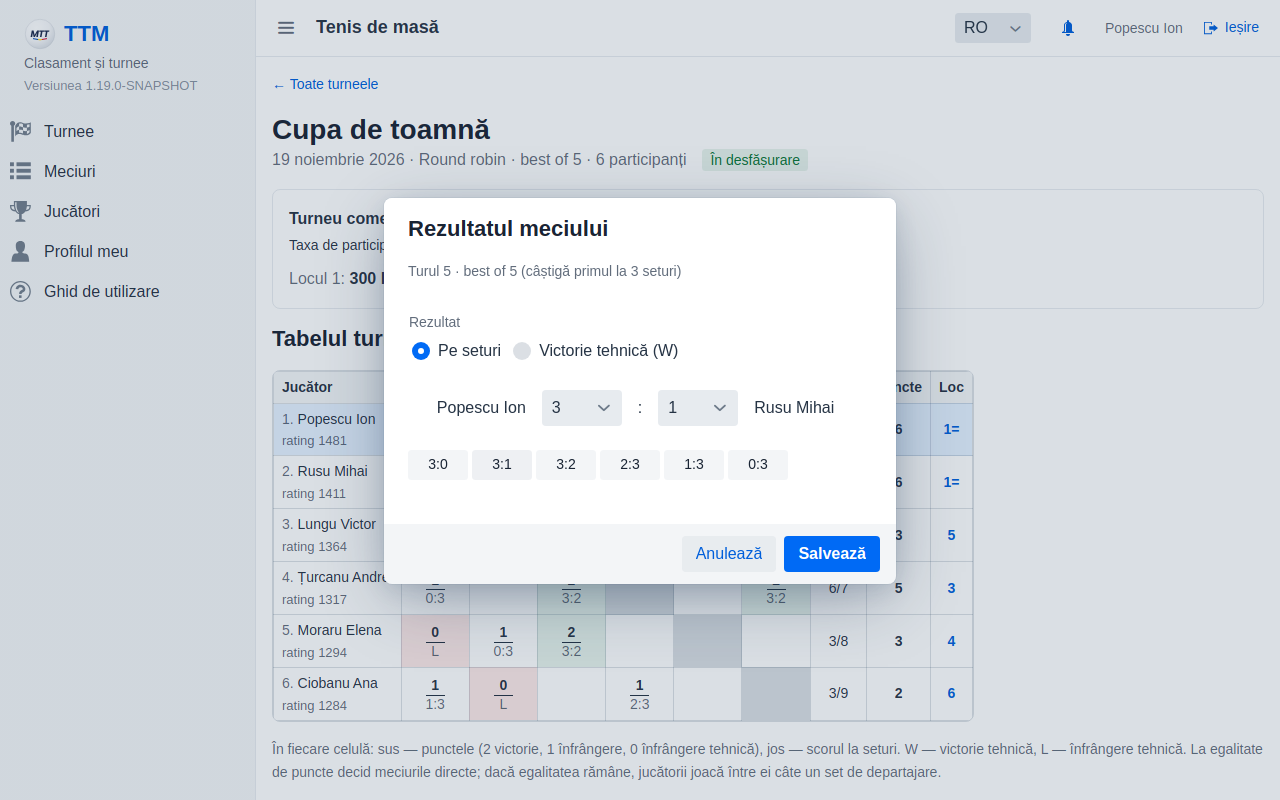 MTT TTM
Clasament și turnee
Versiunea 1.19.0-SNAPSHOT
Turnee
Meciuri
Jucători
Profilul meu
Ghid de utilizare
Tenis de masă
RO
Popescu Ion
Ieșire
← Toate turneele
Cupa de toamnă
19 noiembrie 2026 · Round robin · best of 5 · 6 participanți În desfășurare
Turneu
Locul 1: 300
Rezultatul meciului
Turul 5 · best of 5 (câștigă primul la 3 seturi)
Rezultat
Pe seturi Victorie tehnică (W)
Popescu Ion 3 : 1 Rusu Mihai
3:0 3:1 3:2 2:3 1:3 0:3
Anulează Salvează
Tabelul
Jucător Loc
1. Popescu Ion 6 1=
rating 1481
2. Rusu Mihai 6 1=
rating 1411
3. Lungu Victor 3 5
rating 1364
4. Țurcanu 6/7 5 3
rating 1317 0:3 3:2 3:2
5. Moraru Elena 0 1 2 3/8 3 4
rating 1294 L 0:3 3:2
6. Ciobanu Ana 1 0 1 3/9 2 6
rating 1284 1:3 L 2:3
În fiecare celulă: sus — punctele (2 victorie, 1 înfrângere, 0 înfrângere tehnică), jos — scorul la seturi. W — victorie tehnică, L — înfrângere tehnică. La egalitate
de puncte decid meciurile directe; dacă egalitatea rămâne, jucătorii joacă între ei câte un set de departajare.